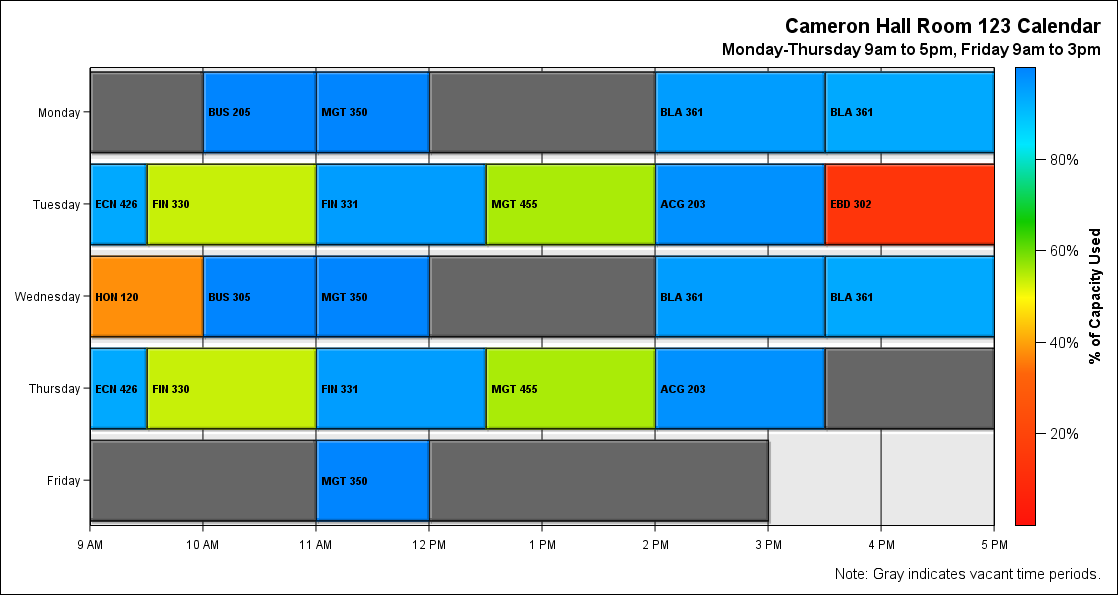 Cameron Hall Room 123 Calendar
Monday-Thursday 9am to 5pm, Friday 9am to 3pm
Monday
BUS 205
MGT 350
BLA 361
BLA 361
Tuesday
ECN 426
FIN 330
FIN 331
MGT 455
ACG 203
EBD 302
Wednesday
HON 120
BUS 305
MGT 350
BLA 361
BLA 361
Thursday
ECN 426
FIN 330
FIN 331
MGT 455
ACG 203
Friday
MGT 350
9 AM
10 AM
11 AM
12 PM
1 PM
2 PM
3 PM
4 PM
5 PM
80%
60%
40%
20%
% of Capacity Used
Note: Gray indicates vacant time periods.